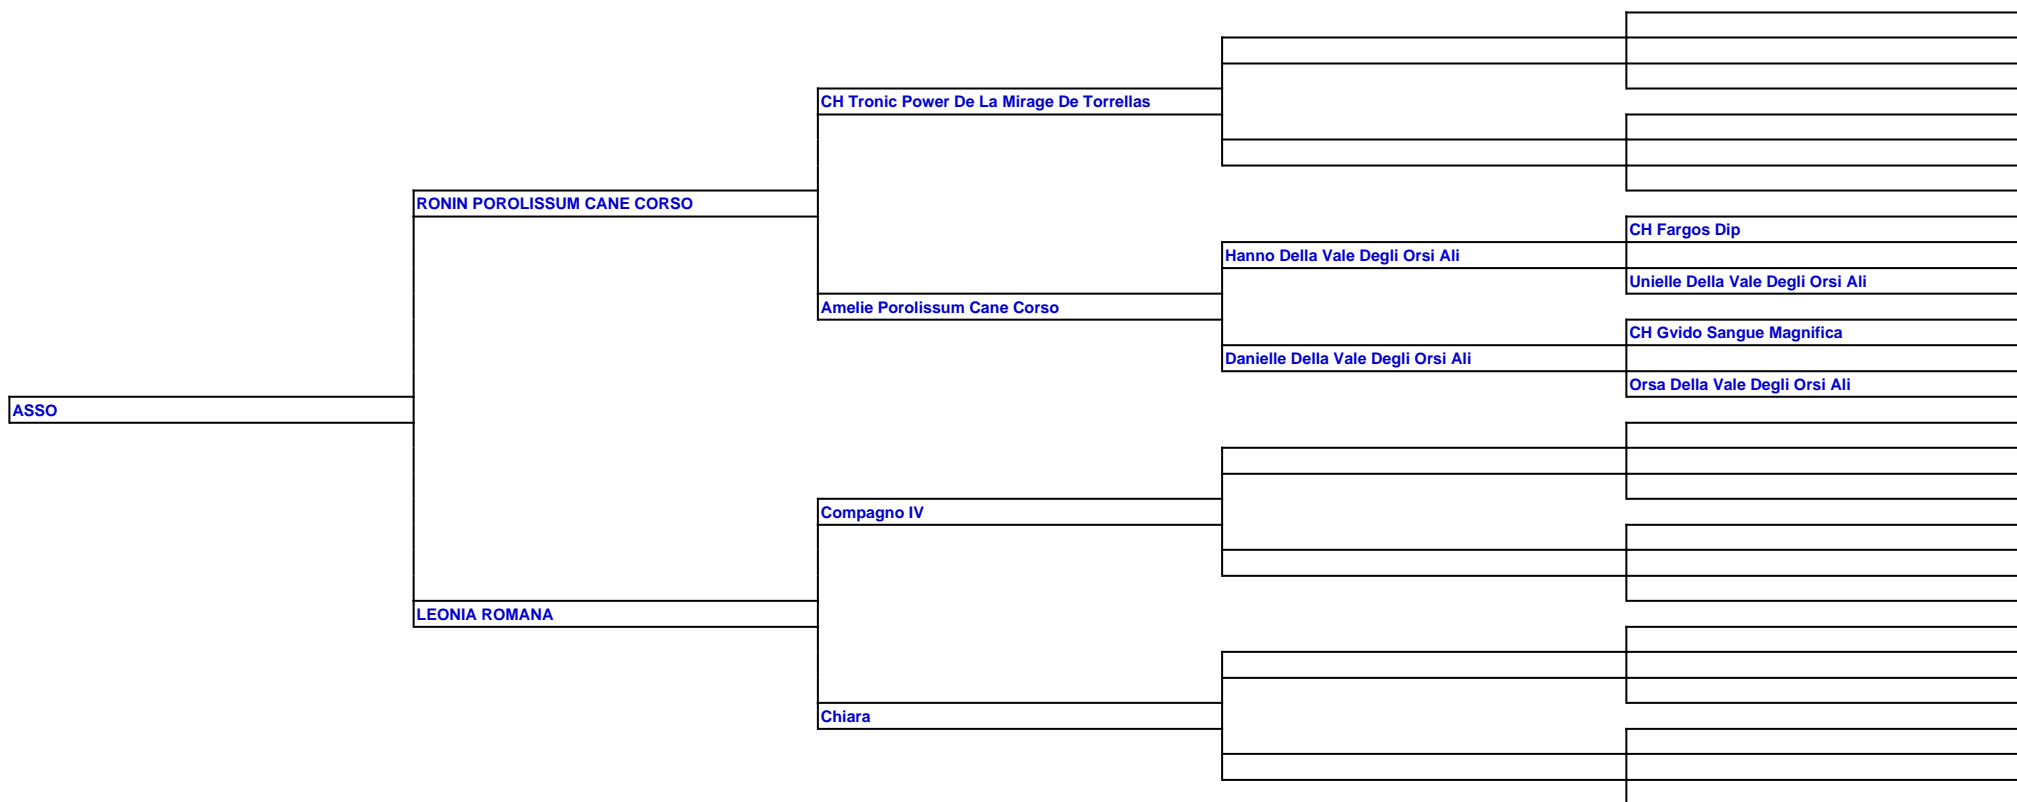 CH Tronic Power De La Mirage De Torrellas
RONIN POROLISSUM CANE CORSO
CH Fargos Dip
Hanno Della Vale Degli Orsi Ali
Unielle Della Vale Degli Orsi Ali
Amelie Porolissum Cane Corso
CH Gvido Sangue Magnifica
Danielle Della Vale Degli Orsi Ali
Orsa Della Vale Degli Orsi Ali
ASSO
Compagno IV
LEONIA ROMANA
Chiara